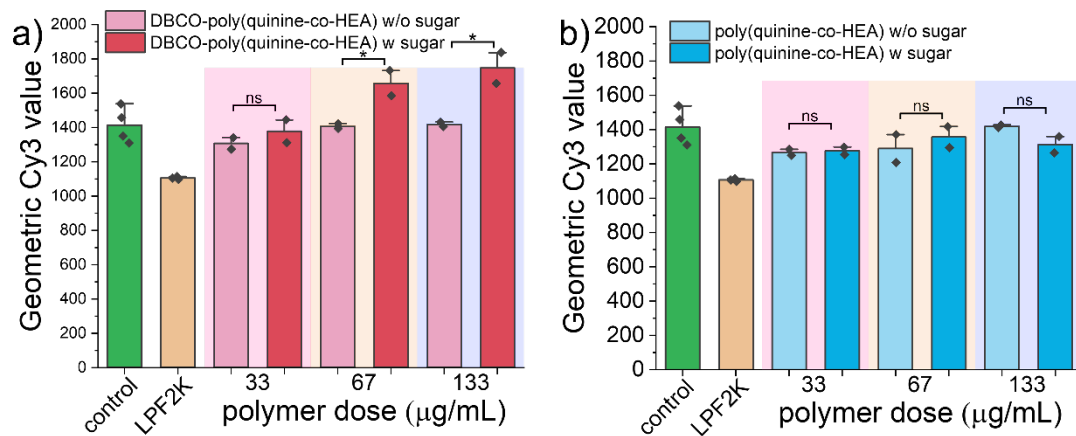 a)
DBCO-poly(quinine-co-HEA) w/o sugar
DBCO-poly(quinine-co-HEA) w sugar
Geometric Cy3 value
2000
1800
1600
1400
1200
1000
800
600
400
200
0
ns
*
*
control
LPF2K
33
67
133
polymer dose (μg/mL)
b)
poly(quinine-co-HEA) w/o sugar
poly(quinine-co-HEA) w sugar
Geometric Cy3 value
2000
1800
1600
1400
1200
1000
800
600
400
200
0
ns
ns
ns
control
LPF2K
33
67
133
polymer dose (μg/mL)